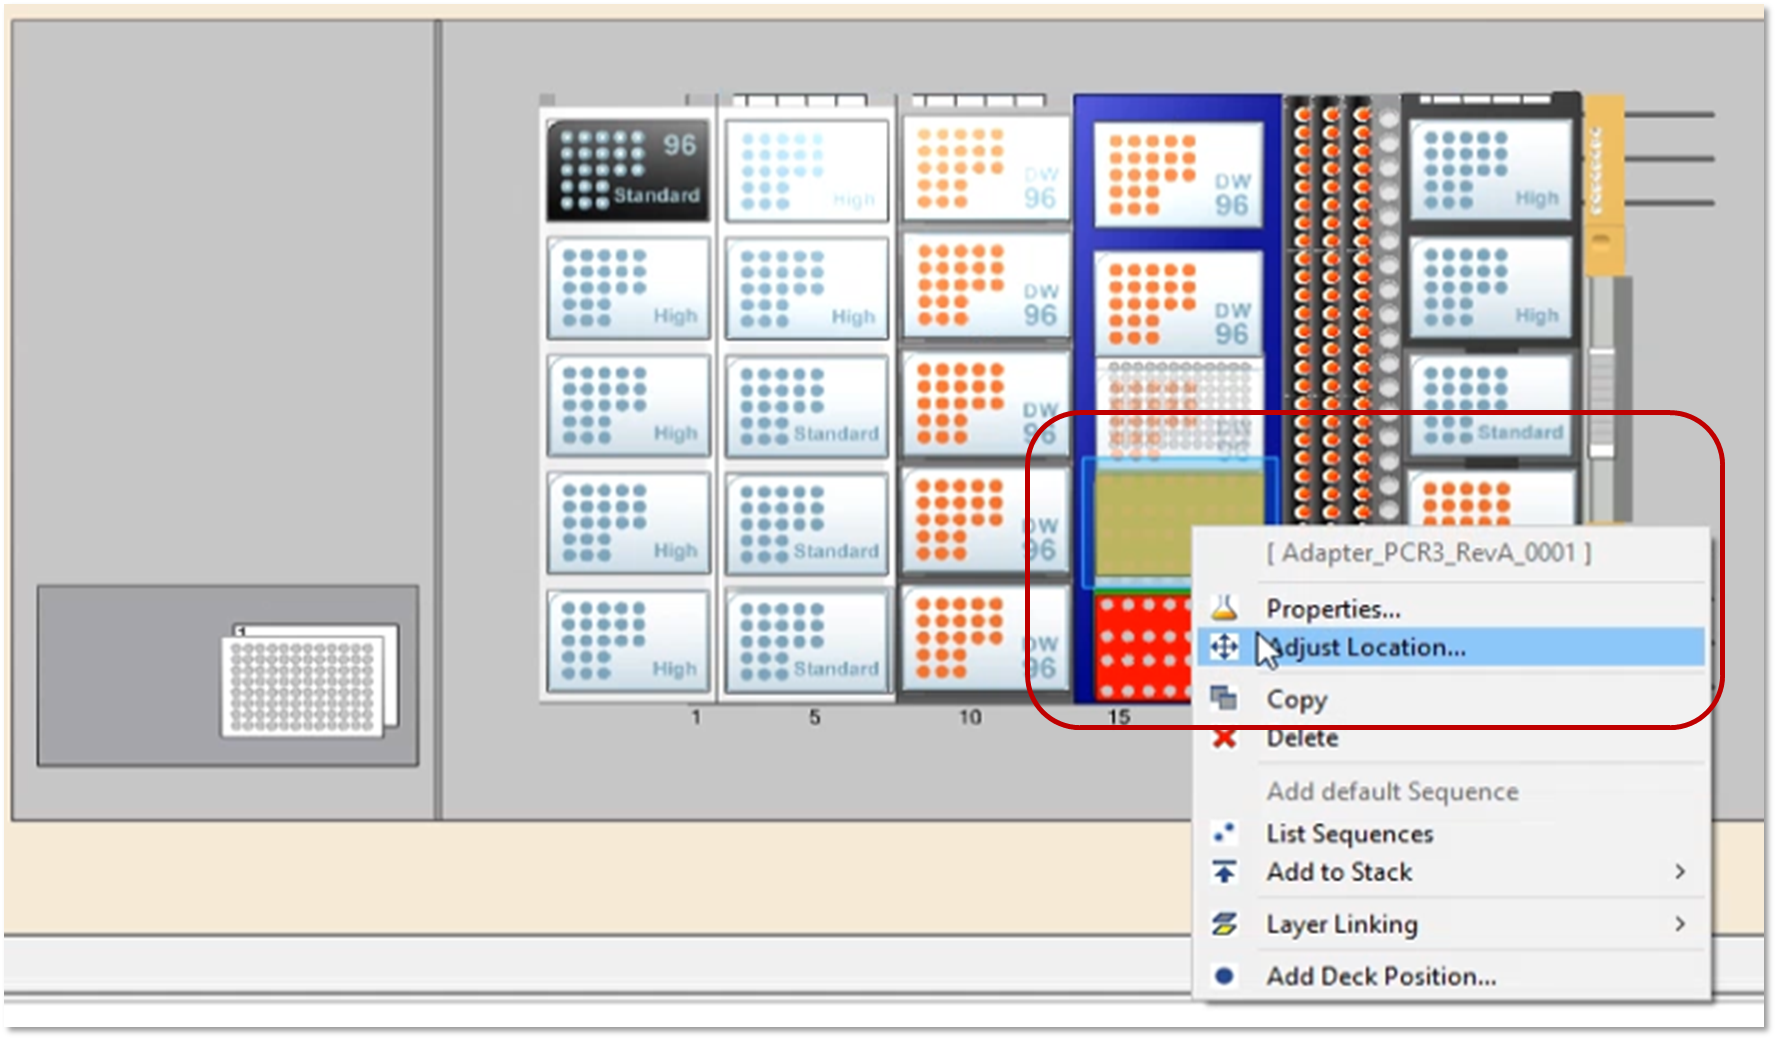 96
Standard
High
DW
96
DW
96
High
High
High
DW
96
DW
96
High
High
Standard
DW
96
Standard
High
Standard
DW
96
High
Standard
DW
96
1
1
5
10
15
[ Adapter_PCR3_RevA_0001 ]
Properties...
Adjust Location...
Copy
Delete
Add default Sequence
List Sequences
Add to Stack
Layer Linking
Add Deck Position...